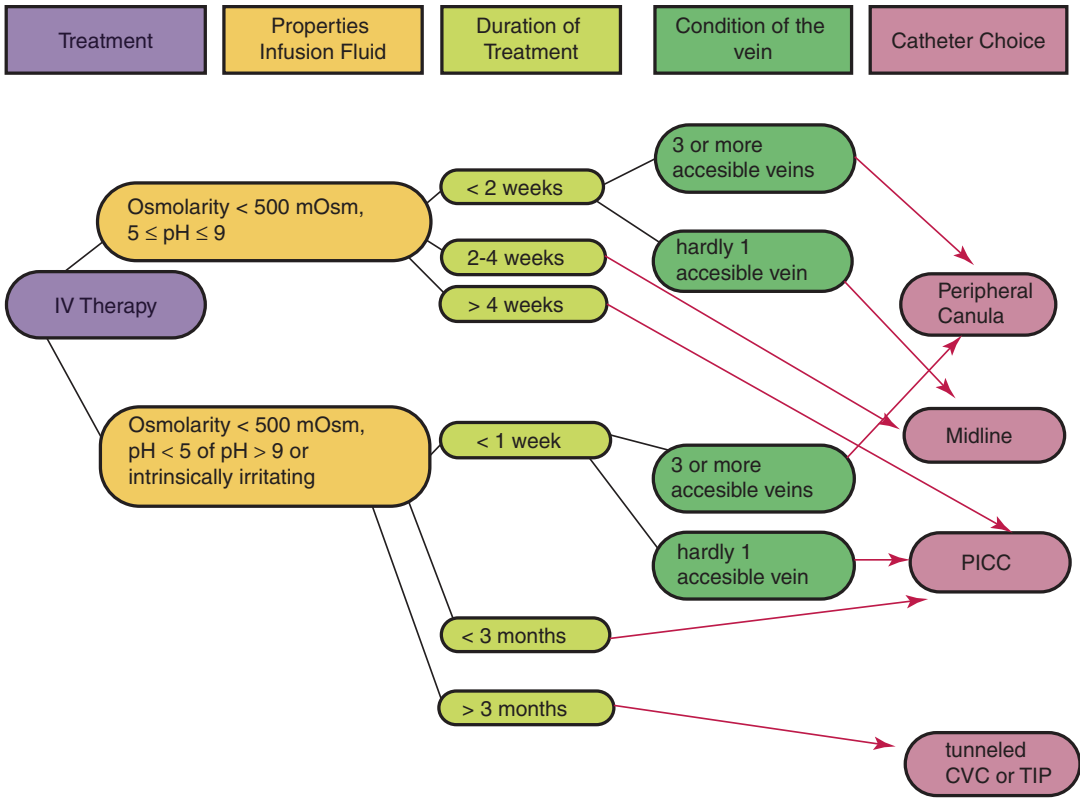 Treatment
Properties
Infusion Fluid
Duration of
Treatment
Condition of the
vein
Catheter Choice
IV Therapy
Osmolarity < 500 mOsm,
5 ≤ pH ≤ 9
< 2 weeks
2-4 weeks
> 4 weeks
3 or more
accesible veins
hardly 1
accesible vein
Osmolarity < 500 mOsm,
pH < 5 of pH > 9 or
intrinsically irritating
< 1 week
< 3 months
> 3 months
3 or more
accesible veins
hardly 1
accesible vein
Peripheral
Canula
Midline
PICC
tunneled
CVC or TIP